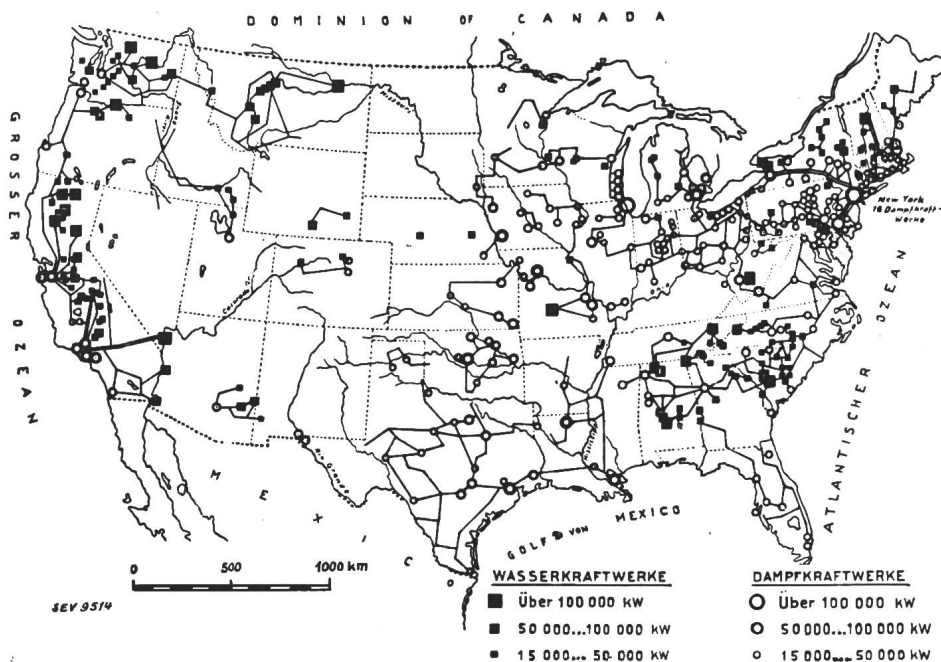 DOMINION OF CANADA
GROSSER OZEAN
New York
16 Dampfkraft-
werke
ATLANTISCHER OZEAN
MEXICO
GOLF VON MEXICO
0 500 1000 km
SEV 9514
WASSERKRAFTWERKE
Über 100 000 kW
50 000...100 000 kW
15 000... 50 000 kW
DAMPFKRAFTWERKE
Über 100 000 kW
50 000...100 000 kW
15 000... 50 000 kW